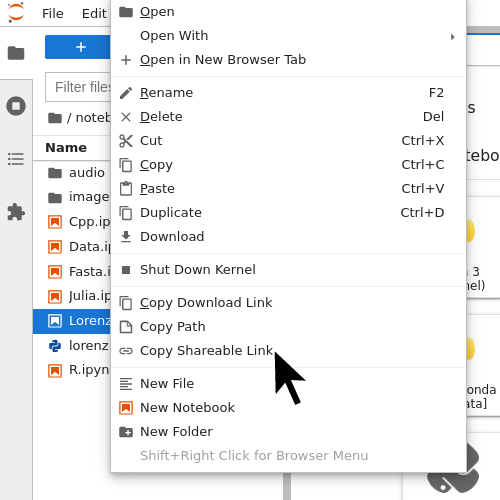 File Edit
+
Filter files
/ noteb
Name
audio
image
Cpp.ip
Data.ip
Fasta.i
Julia.ip
Lorenz
lorenz
R.ipyn
Open
Open With
Open in New Browser Tab
Rename F2
Delete Del
Cut Ctrl+X
Copy Ctrl+C
Paste Ctrl+V
Duplicate Ctrl+D
Download
Shut Down Kernel
Copy Download Link
Copy Path
Copy Shareable Link
New File
New Notebook
New Folder
Shift+Right Click for Browser Menu
s
tebo
3
nel)
onda
ata]